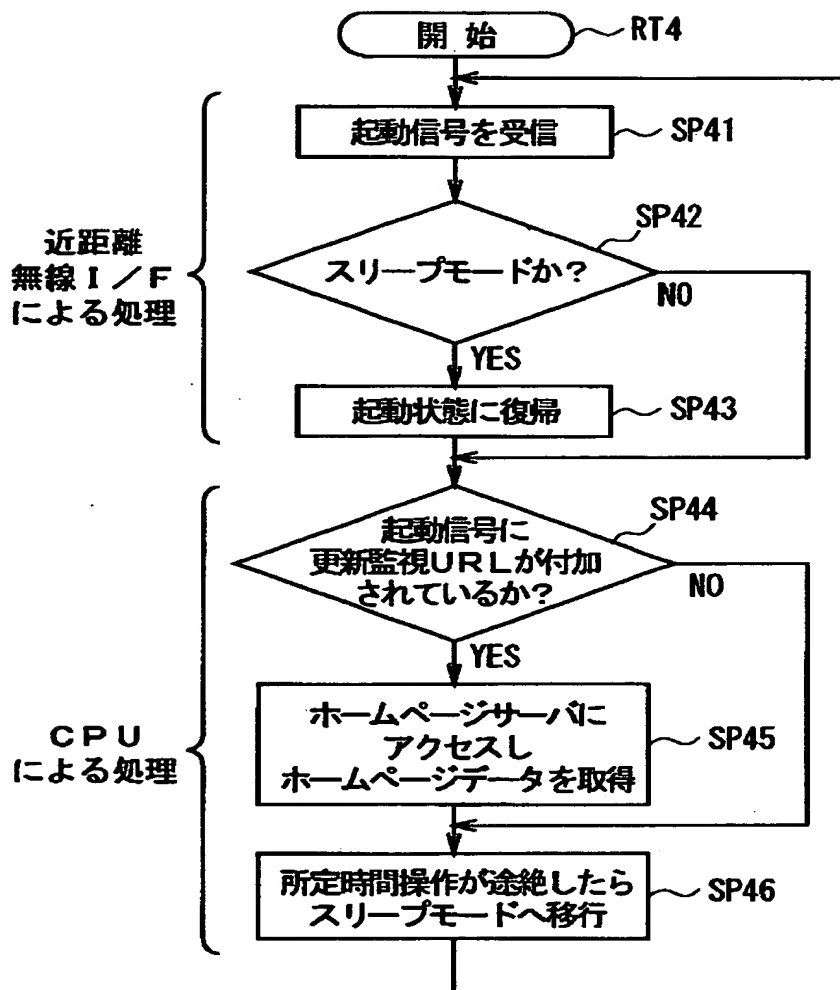 開始
RT4
起動信号を受信
SP41
近距離
無線I/F
による処理
スリープモードか?
SP42
NO
YES
起動状態に復帰
SP43
起動信号に
更新監視URLが付加
されているか?
SP44
NO
YES
CPU
による処理
ホームページサーバに
アクセスし
ホームページデータを取得
SP45
所定時間操作が途絶したら
スリープモードへ移行
SP46